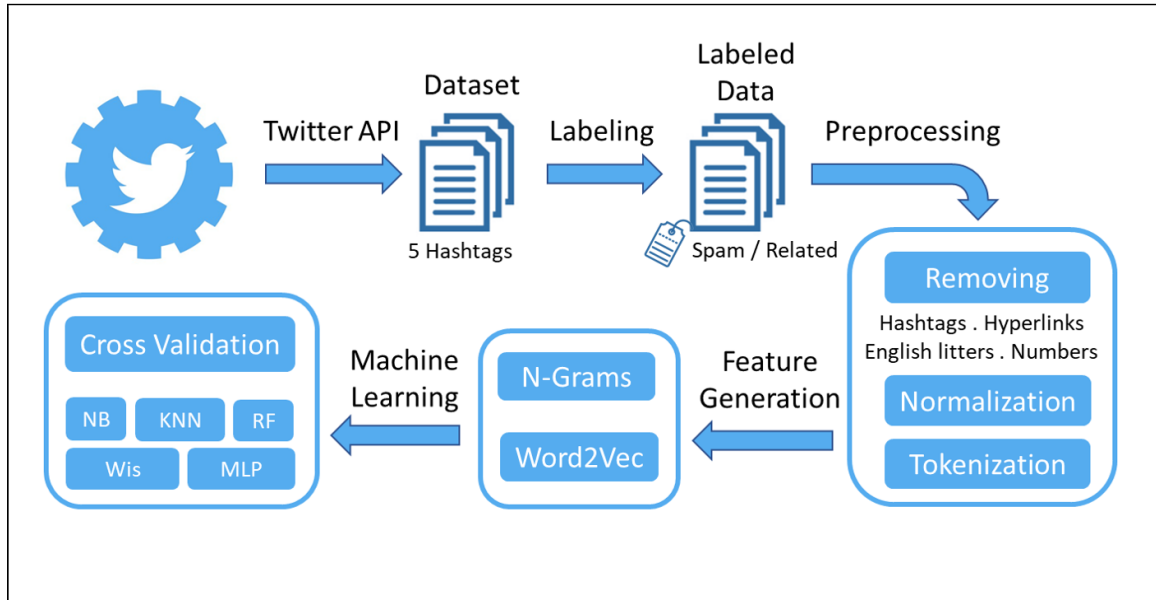 Twitter API
Dataset
5 Hashtags
Labeling
Labeled
Data
Spam / Related
Preprocessing
Removing
Hashtags . Hyperlinks
English litters . Numbers
Normalization
Tokenization
Feature
Generation
N-Grams
Word2Vec
Machine
Learning
Cross Validation
NB KNN RF
Wis MLP